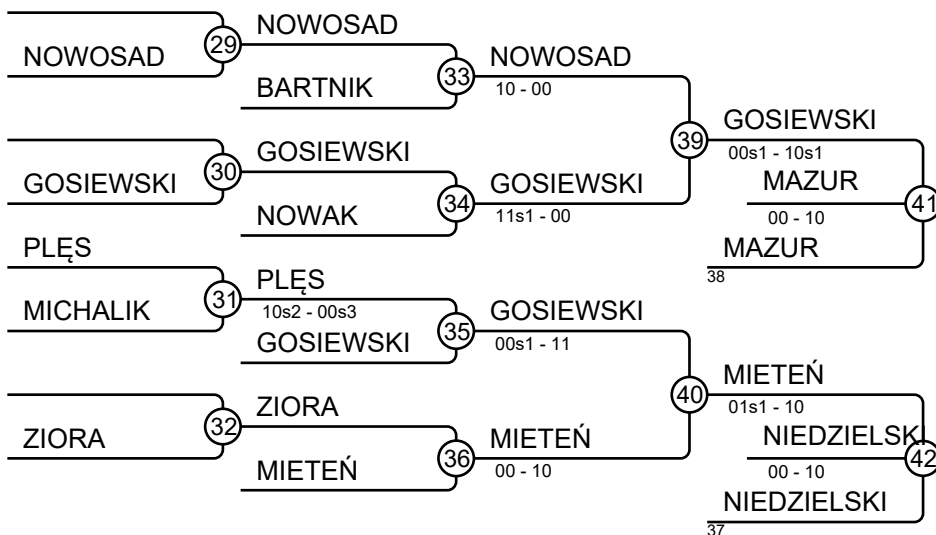 NOWOSAD
29
NOWOSAD
BARTNIK
33
NOWOSAD
10 - 00
GOSIEWSKI
30
GOSIEWSKI
NOWAK
34
GOSIEWSKI
11s1 - 00
39
GOSIEWSKI
00s1 - 10s1
MAZUR
00 - 10
41
MAZUR
38
PLĘS
MICHALIK
31
PLĘS
10s2 - 00s3
GOSIEWSKI
35
GOSIEWSKI
00s1 - 11
ZIORA
32
ZIORA
MIETEŃ
36
MIETEŃ
00 - 10
40
MIETEŃ
01s1 - 10
NIEDZIELSKI
00 - 10
42
NIEDZIELSKI
37